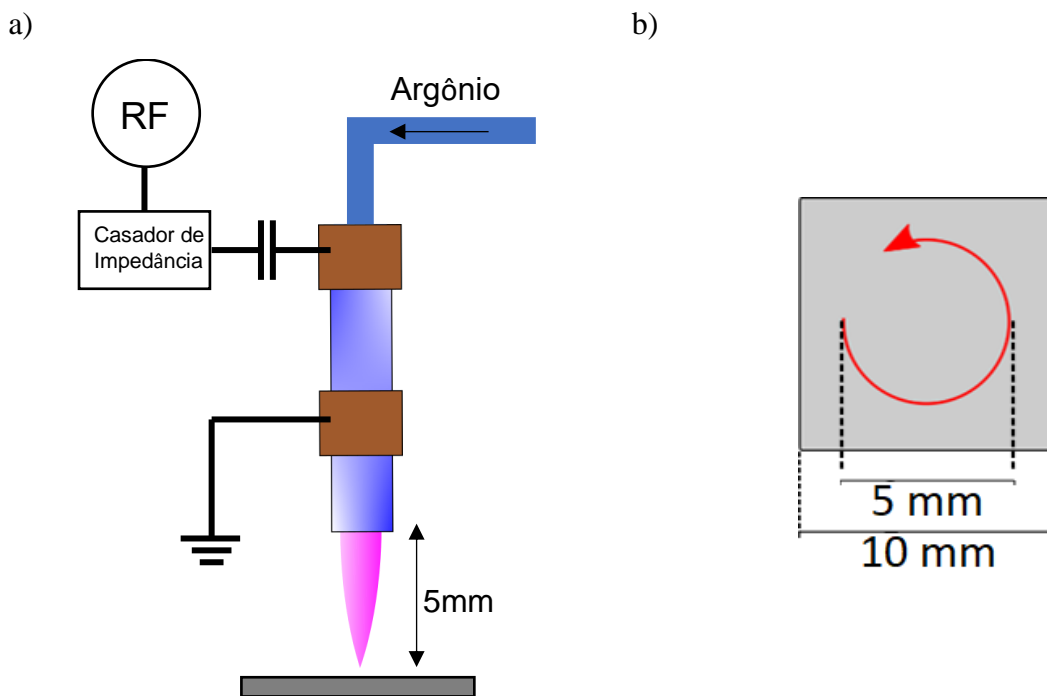 a)
b)
Argônio
RF
Casador de
Impedância
5mm
5 mm
10 mm